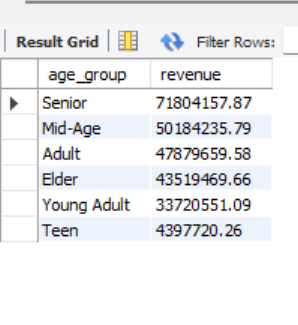 Result Grid Filter Rows:
age_group revenue
Senior 71804157.87
Mid-Age 50184235.79
Adult 47879659.58
Elder 43519469.66
Young Adult 33720551.09
Teen 4397720.26